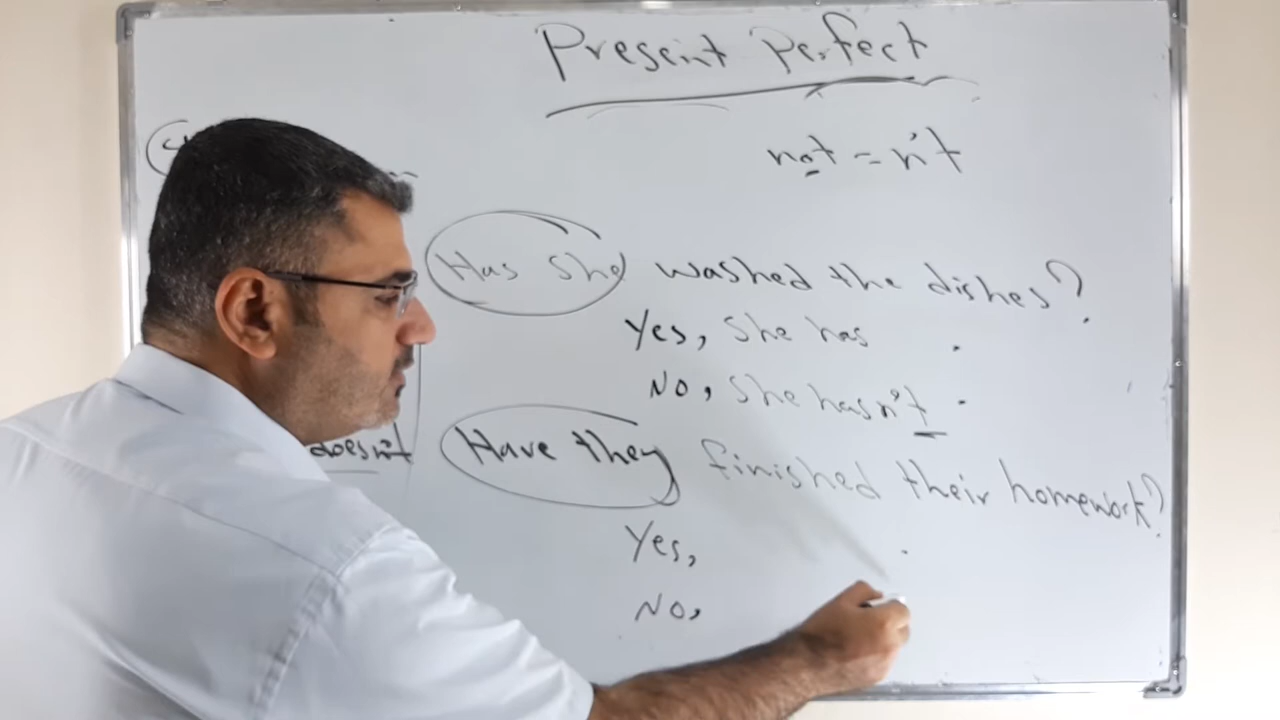 Present Perfect
not = n't
Has she washed the dishes?
Yes, she has .
No, she hasn't .
doesn't
Have they finished their homework?
Yes, .
No,